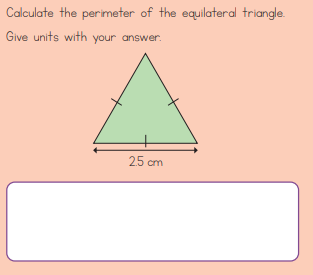 Calculate the perimeter of the equilateral triangle.
Give units with your answer.
25 cm